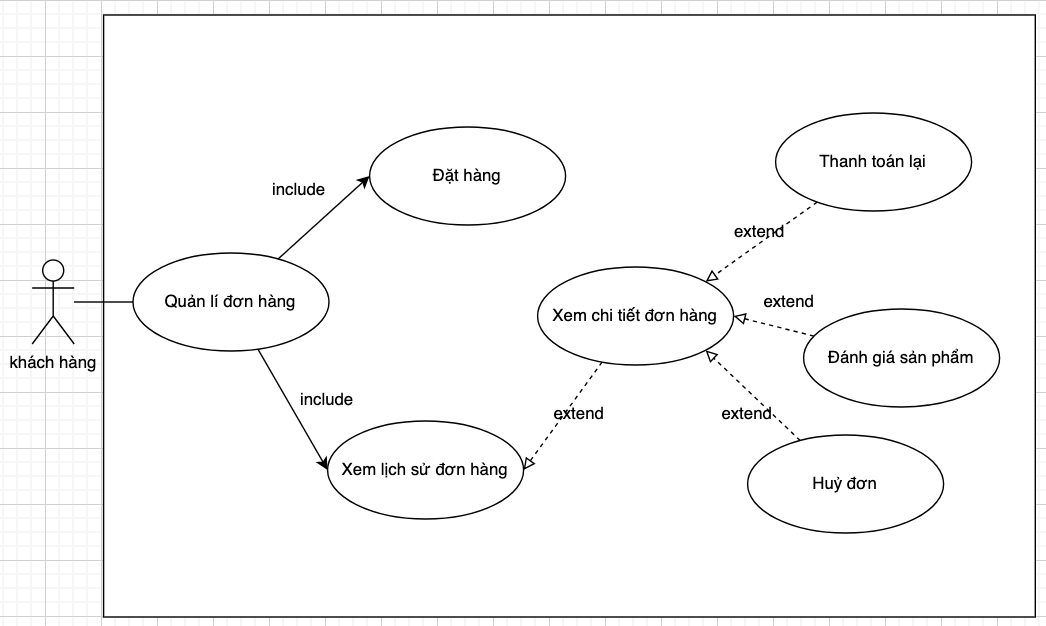 Thanh toán lại
Đặt hàng
include
extend
Quản lí đơn hàng
extend
Xem chi tiết đơn hàng
Đánh giá sản phẩm
khách hàng
include
extend
extend
Xem lịch sử đơn hàng
Huỷ đơn